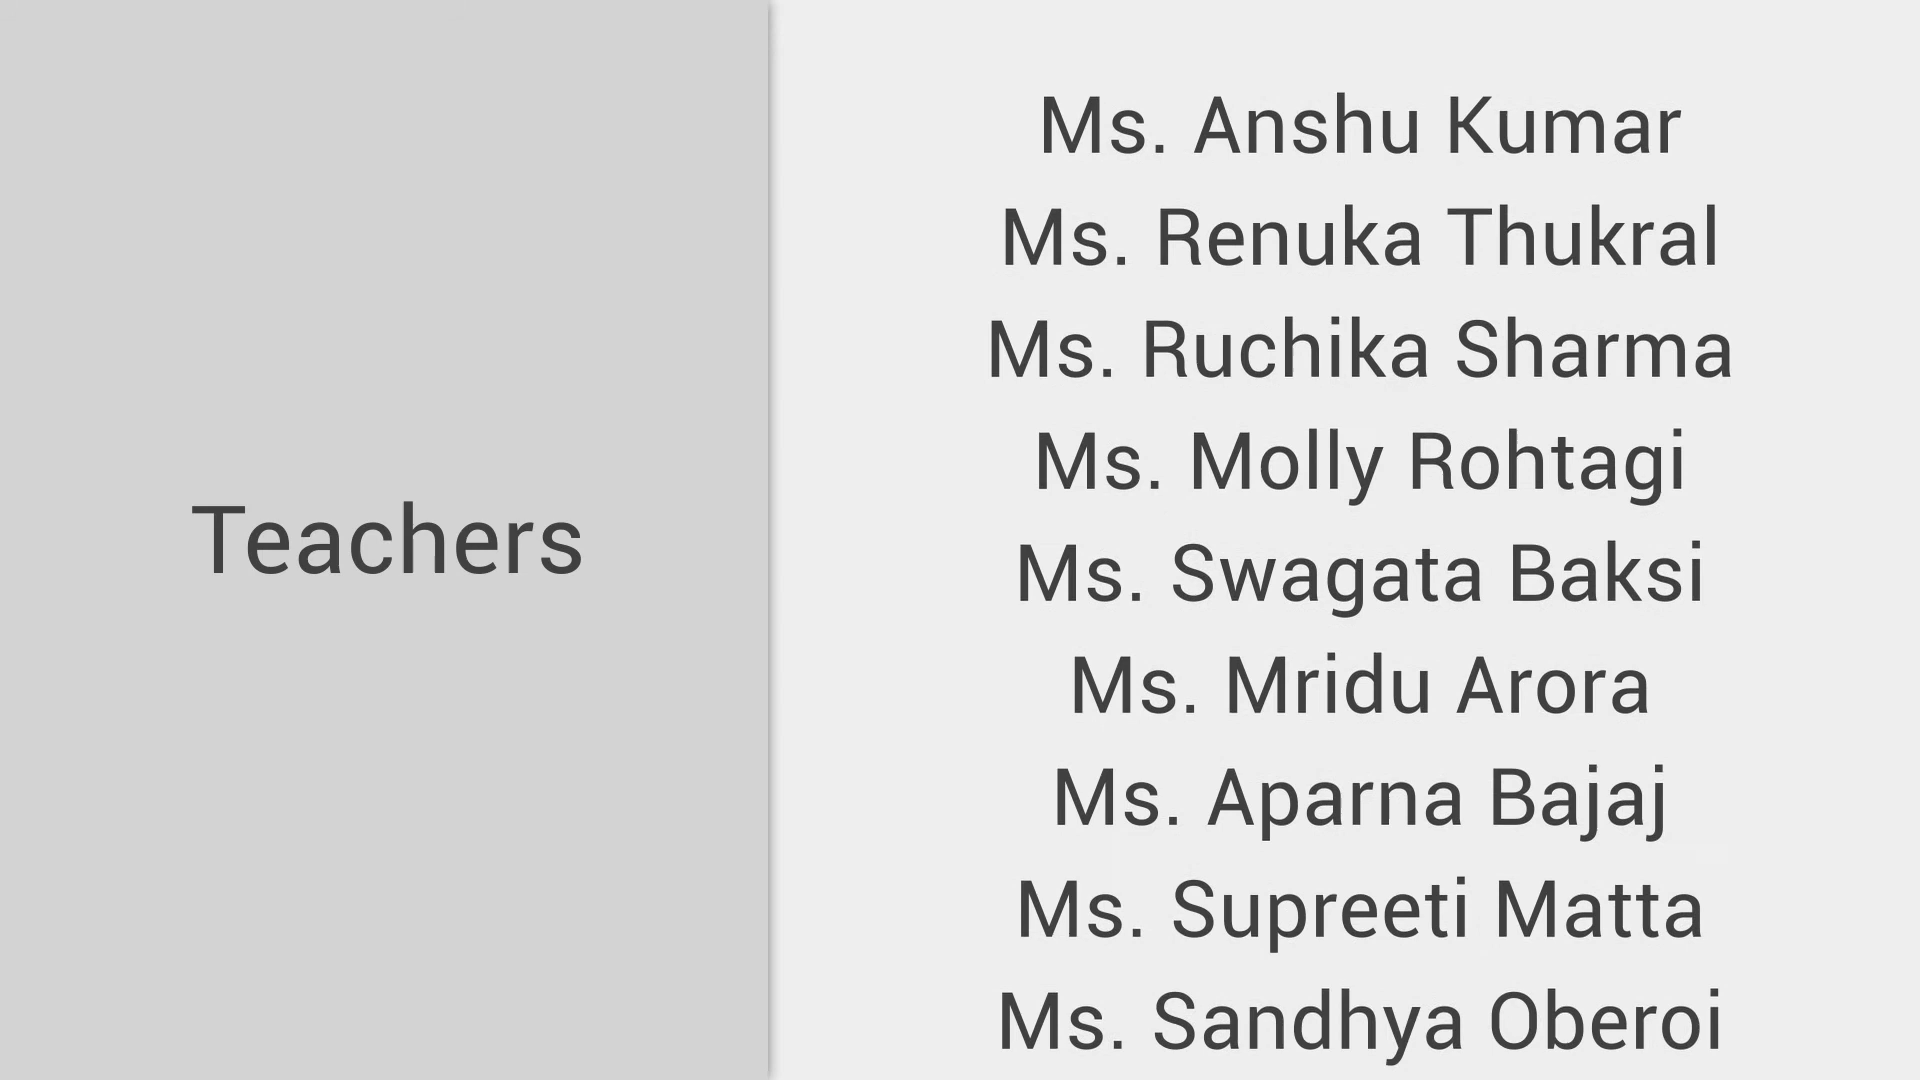 Teachers
Ms. Anshu Kumar
Ms. Renuka Thukral
Ms. Ruchika Sharma
Ms. Molly Rohtagi
Ms. Swagata Baksi
Ms. Mridu Arora
Ms. Aparna Bajaj
Ms. Supreeti Matta
Ms. Sandhya Oberoi